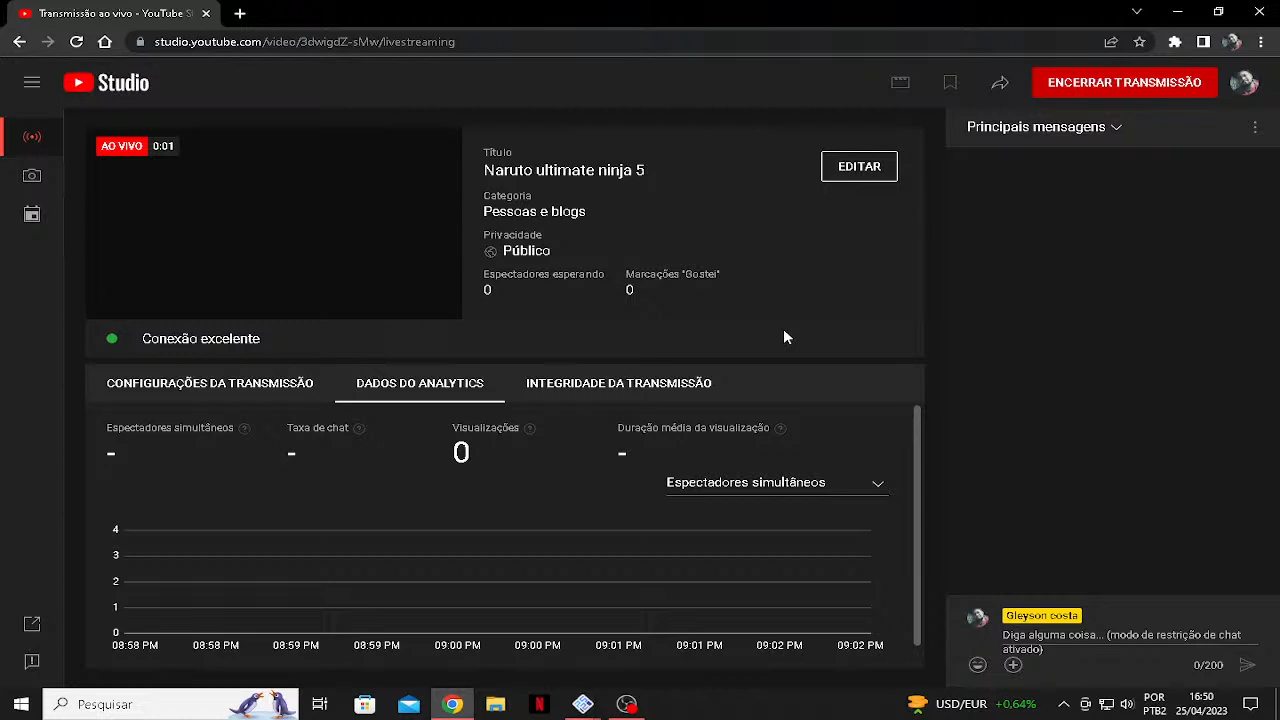 Transmissão ao vivo - YouTube St
studio.youtube.com/video/3dwigdZ-sMw/livestreaming
Studio
ENCERRAR TRANSMISSÃO
AO VIVO 0:01
Título
Naruto ultimate ninja 5
EDITAR
Categoria
Pessoas e blogs
Privacidade
Público
Espectadores esperando Marcações "Gostei"
0 0
Conexão excelente
Principais mensagens
CONFIGURAÇÕES DA TRANSMISSÃO DADOS DO ANALYTICS INTEGRIDADE DA TRANSMISSÃO
Espectadores simultâneos ? Taxa de chat ? Visualizações ? Duração média da visualização ?
- - 0 -
Espectadores simultâneos
4
3
2
1
0
08:58 PM 08:58 PM 08:59 PM 09:00 PM 09:00 PM 09:01 PM 09:01 PM 09:02 PM 09:02 PM
Gleyson costa
Diga alguma coisa... (modo de restrição de chat
ativado)
0/200
Pesquisar
N
USD/EUR +0,64%
POR
PTB2
16:50
25/04/2023